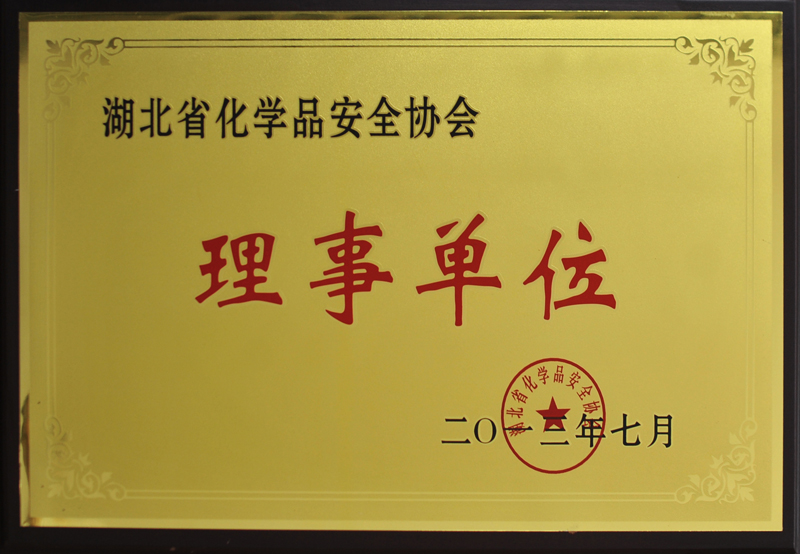 湖北省化学品安全协会
理事单位
湖北省化学品安全协会
二〇一三年七月